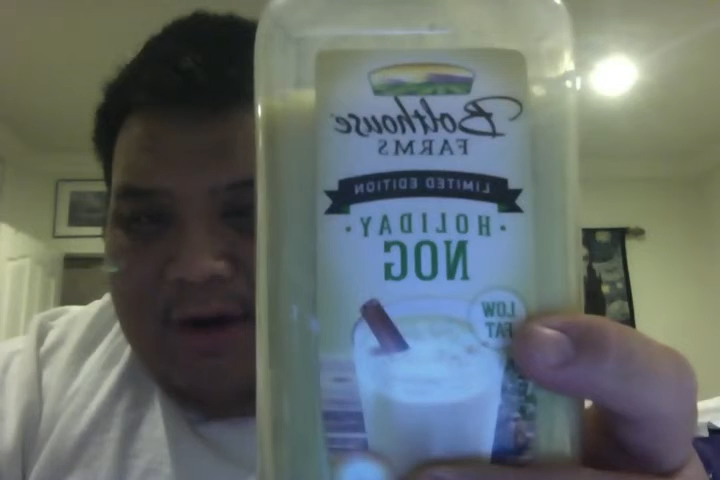 Bolthouse
FARMS
LIMITED EDITION
• HOLIDAY •
NOG
LOW
FAT